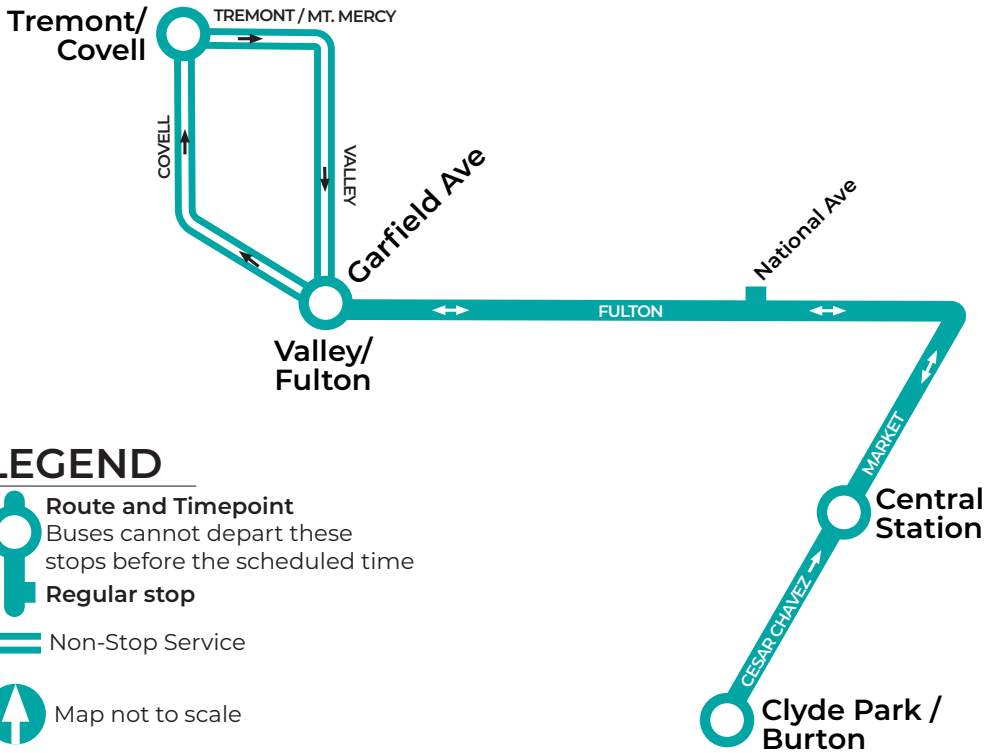 Tremont/
Covell
TREMONT / MT. MERCY
COVELL
VALLEY
Garfield Ave
National Ave
FULTON
Valley/
Fulton
MARKET
Central
Station
CESAR CHAVEZ
Clyde Park /
Burton
LEGEND
Route and Timepoint
Buses cannot depart these
stops before the scheduled time
Regular stop
Non-Stop Service
Map not to scale